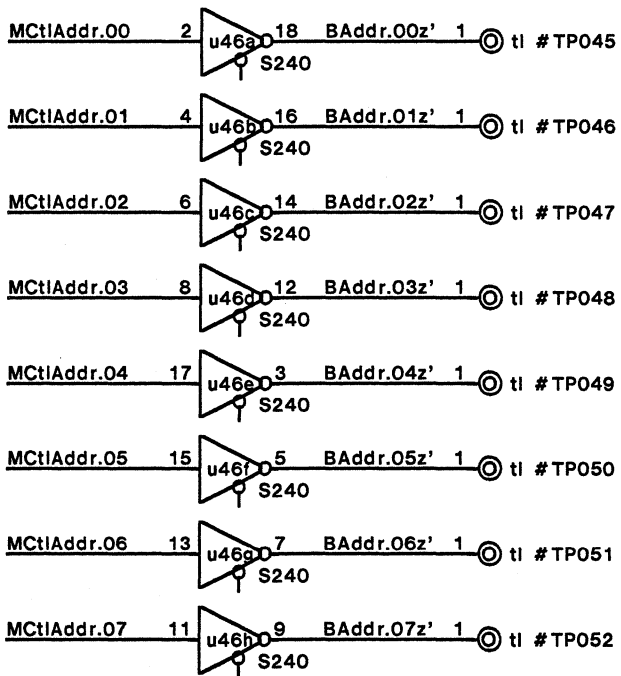 MCtlAddr.00 2 u46a 18 BAddr.00z' 1 tl #TP045
S240
MCtlAddr.01 4 u46b 16 BAddr.01z' 1 tl #TP046
S240
MCtlAddr.02 6 u46c 14 BAddr.02z' 1 tl #TP047
S240
MCtlAddr.03 8 u46d 12 BAddr.03z' 1 tl #TP048
S240
MCtlAddr.04 17 u46e 3 BAddr.04z' 1 tl #TP049
S240
MCtlAddr.05 15 u46f 5 BAddr.05z' 1 tl #TP050
S240
MCtlAddr.06 13 u46g 7 BAddr.06z' 1 tl #TP051
S240
MCtlAddr.07 11 u46h 9 BAddr.07z' 1 tl #TP052
S240